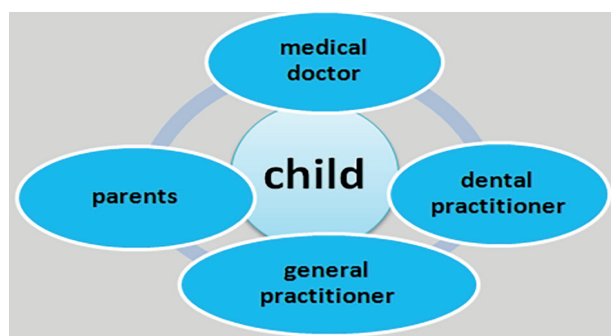 medical
doctor
child
parents
dental
practitioner
general
practitioner